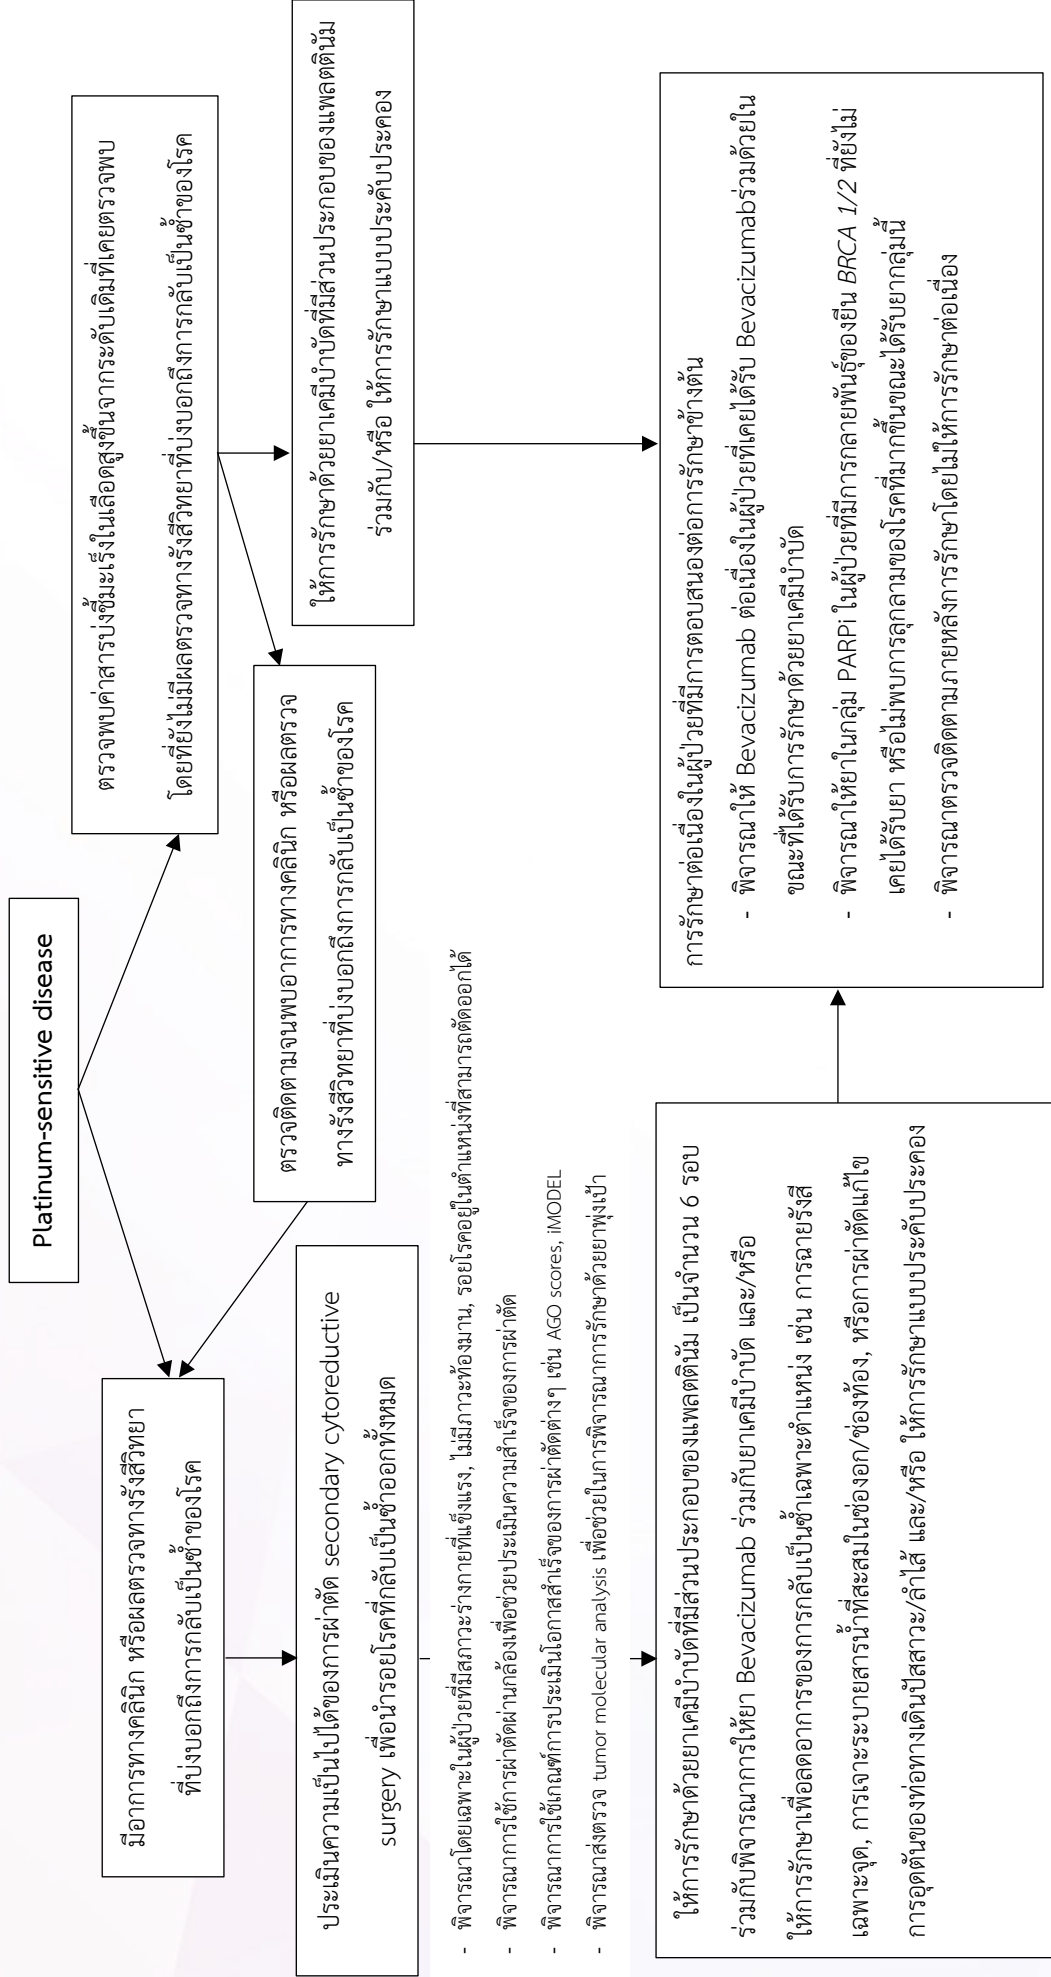 Platinum-sensitive disease
มีอาการทางคลินิก หรือผลตรวจทางรังสีวิทยา
ที่บ่งบอกถึงการกลับเป็นซ้ำของโรค
ตรวจพบค่าสารบ่งชี้มะเร็งในเลือดสูงขึ้นจากระดับเดิมที่เคยตรวจพบ
โดยที่ยังไม่มีผลตรวจทางรังสีวิทยาที่บ่งบอกถึงการกลับเป็นซ้ำของโรค
ตรวจติดตามจนพบอาการทางคลินิก หรือผลตรวจ
ทางรังสีวิทยาที่บ่งบอกถึงการกลับเป็นซ้ำของโรค
ให้การรักษาด้วยยาเคมีบำบัดที่มีส่วนประกอบของแพลตตินัม
ร่วมกับ/หรือ ให้การรักษาแบบประคับประคอง
ประเมินความเป็นไปได้ของการผ่าตัด secondary cytoreductive
surgery เพื่อนำรอยโรคที่กลับเป็นซ้ำออกทั้งหมด
- พิจารณาโดยเฉพาะในผู้ป่วยที่มีสภาวะร่างกายที่แข็งแรง, ไม่มีภาวะท้องมาน, รอยโรคอยู่ในตำแหน่งที่สามารถตัดออกได้
- พิจารณาการใช้การผ่าตัดผ่านกล้องเพื่อช่วยประเมินความสำเร็จของการผ่าตัด
- พิจารณาการใช้เกณฑ์การประเมินโอกาสสำเร็จของการผ่าตัดต่างๆ เช่น AGO scores, iMODEL
- พิจารณาส่งตรวจ tumor molecular analysis เพื่อช่วยในการพิจารณาการรักษาด้วยยาพุ่งเป้า
ให้การรักษาด้วยยาเคมีบำบัดที่มีส่วนประกอบของแพลตตินัม เป็นจำนวน 6 รอบ
ร่วมกับพิจารณาการให้ยา Bevacizumab ร่วมกับยาเคมีบำบัด และ/หรือ
ให้การรักษาเพื่อลดอาการของการกลับเป็นซ้ำเฉพาะตำแหน่ง เช่น การฉายรังสี
เฉพาะจุด, การเจาะระบายสารน้ำที่สะสมในช่องอก/ช่องท้อง, หรือการผ่าตัดแก้ไข
การอุดตันของท่อทางเดินปัสสาวะ/ลำไส้ และ/หรือ ให้การรักษาแบบประคับประคอง
การรักษาต่อเนื่องในผู้ป่วยที่มีการตอบสนองต่อการรักษาข้างต้น
- พิจารณาให้ Bevacizumab ต่อเนื่องในผู้ป่วยที่เคยได้รับ Bevacizumabร่วมด้วยใน
ขณะที่ได้รับการรักษาด้วยยาเคมีบำบัด
- พิจารณาให้ยาในกลุ่ม PARPi ในผู้ป่วยที่มีการกลายพันธุ์ของยีน BRCA 1/2 ที่ยังไม่
เคยได้รับยา หรือไม่พบการลุกลามของโรคที่มากขึ้นขณะได้รับยากลุ่มนี้
- พิจารณาตรวจติดตามภายหลังการรักษาโดยไม่ให้การรักษาต่อเนื่อง